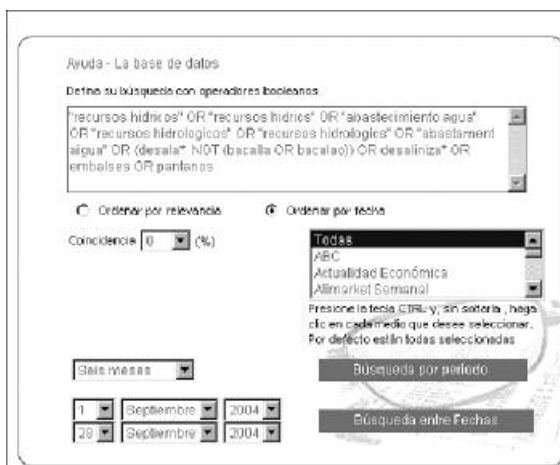 Ayuda - La base de datos
Defina su búsqueda con operadores booleanos
"recursos hidricos" OR "recursos hidrics" OR "abastecimiento agua"
OR "recursos hidrologicos" OR "recursos hidrologics" OR "abastament
aigua" OR (desala* NOT (bacalla OR bacalao)) OR desaliniza* OR
embalses OR pantanos
Ordenar por relevancia Ordenar por fecha
Coincidencia 0 (%)
Todas
ABC
Actualidad Económica
Alimarket Semanal
Presione la tecla CTRL y, sin soltarla, haga
clic en cada medio que desee seleccionar.
Por defecto están todas seleccionadas
Seis meses Búsqueda por período
1 Septiembre 2004
28 Septiembre 2004
Búsqueda entre Fechas